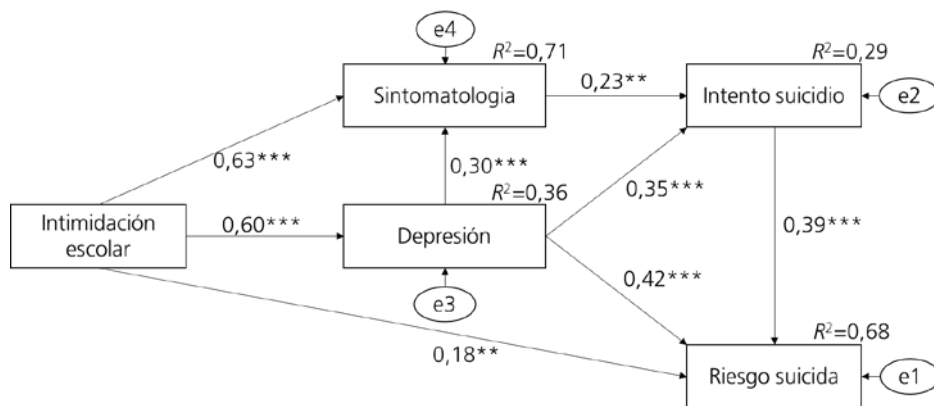 e4
R²=0,71
R²=0,29
Sintomatologia
0,23**
Intento suicidio
e2
0,63***
0,30***
R²=0,36
0,35***
Intimidación
escolar
0,60***
Depresión
0,39***
0,42***
e3
R²=0,68
0,18**
Riesgo suicida
e1